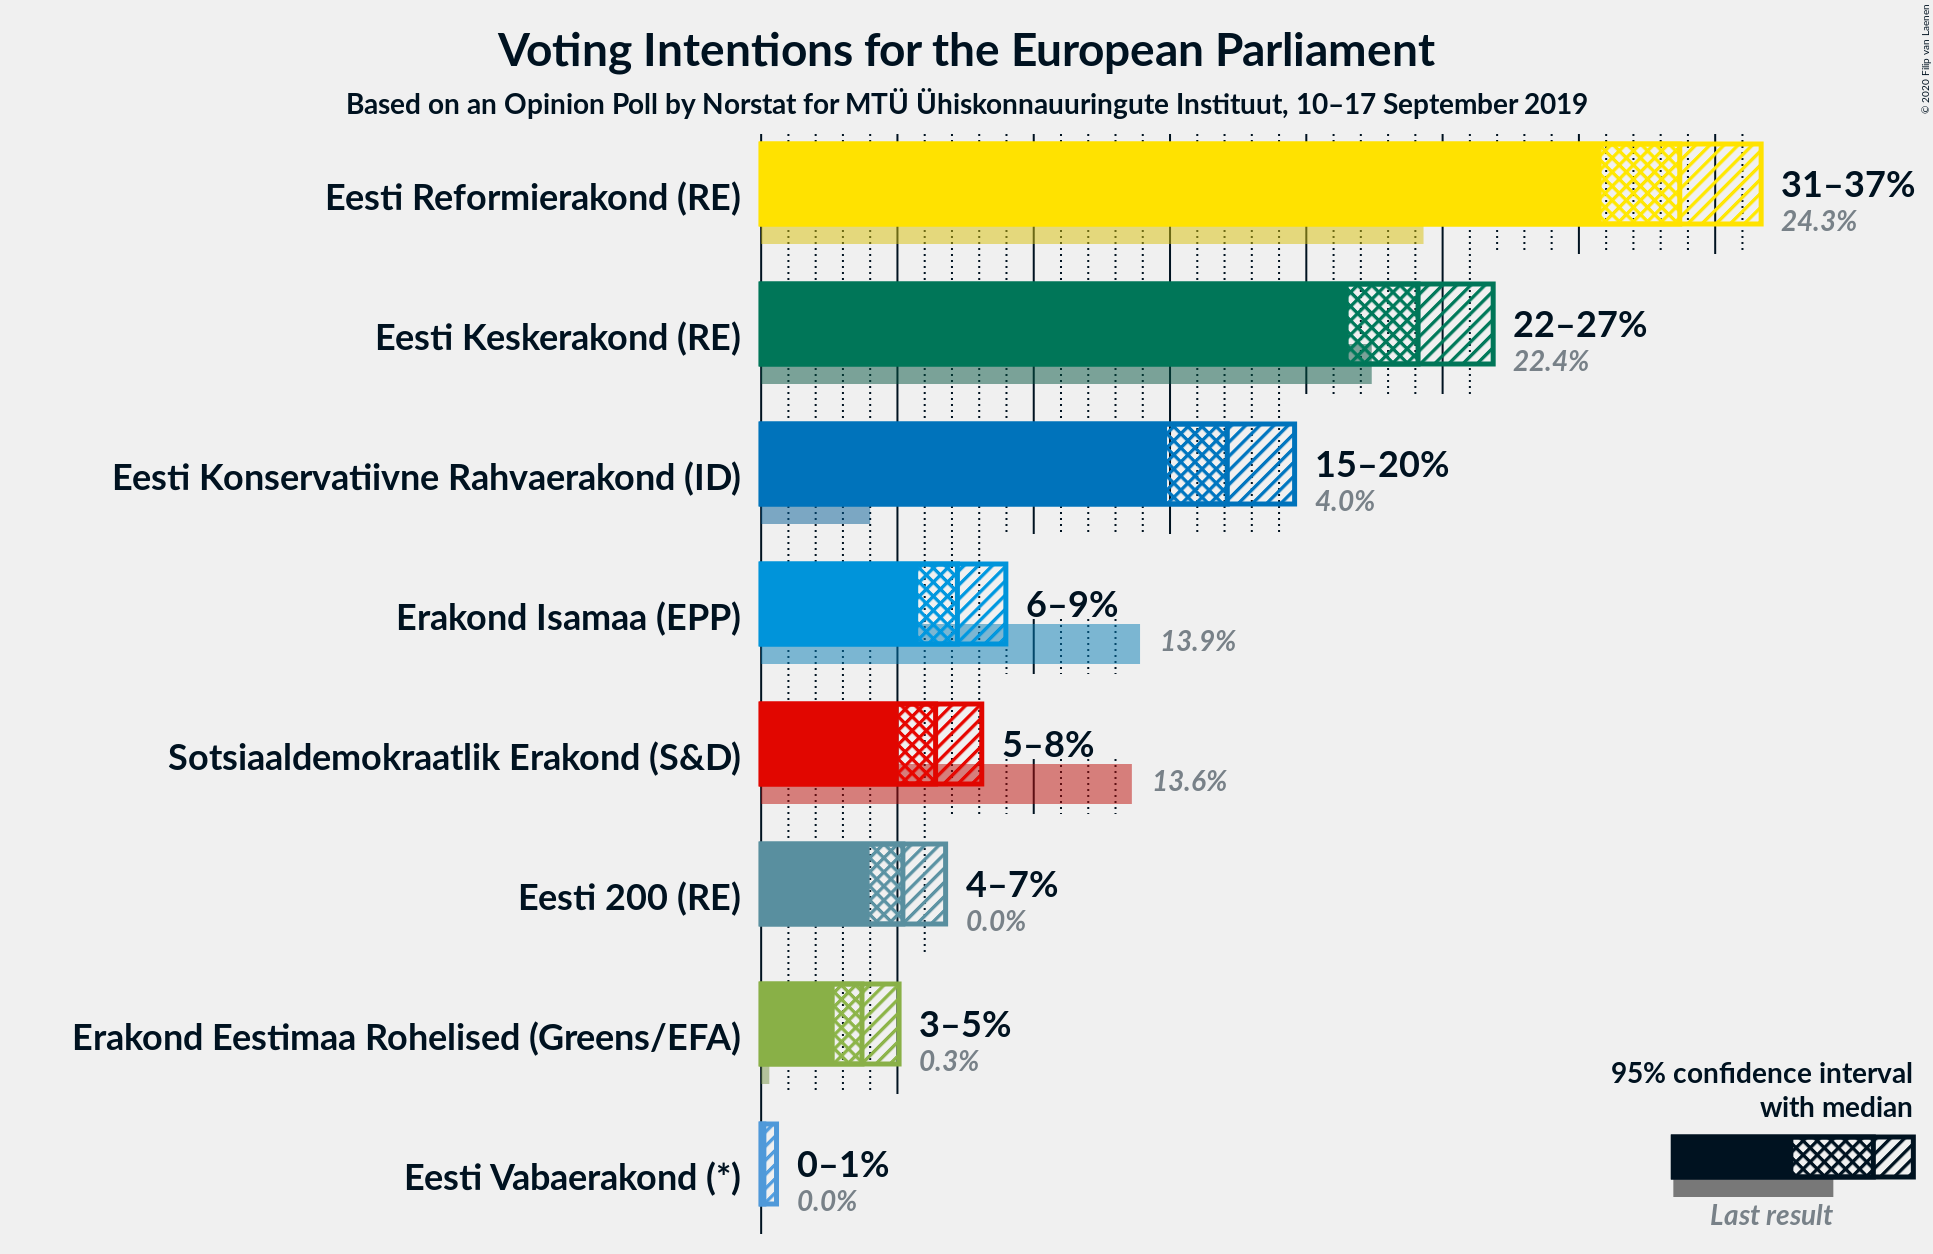 Voting Intentions for the European Parliament
Based on an Opinion Poll by Norstat for MTÜ Ühiskonnauuringute Instituut, 10–17 September 2019
© 2020 Filip van Laenen
Eesti Reformierakond (RE)
31–37%
24.3%
Eesti Keskerakond (RE)
22–27%
22.4%
Eesti Konservatiivne Rahvaerakond (ID)
15–20%
4.0%
Erakond Isamaa (EPP)
6–9%
13.9%
Sotsiaaldemokraatlik Erakond (S&D)
5–8%
13.6%
Eesti 200 (RE)
4–7%
0.0%
Erakond Eestimaa Rohelised (Greens/EFA)
3–5%
0.3%
Eesti Vabaerakond (*)
0–1%
0.0%
95% confidence interval
with median
Last result